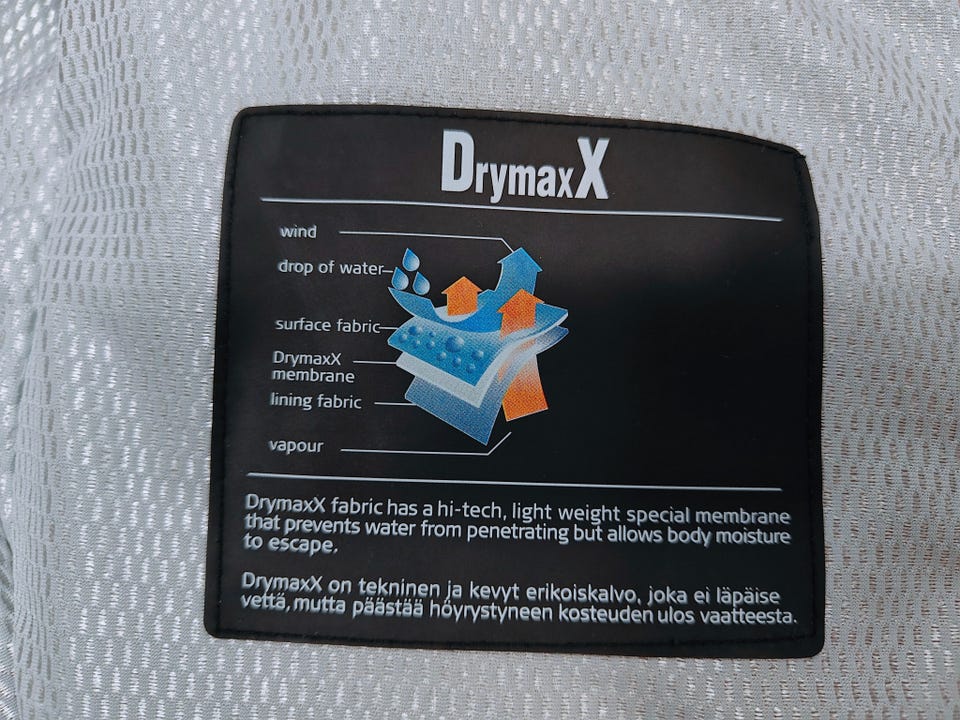 DrymaxX
wind
drop of water
surface fabric
DrymaxX
membrane
lining fabric
vapour
DrymaxX fabric has a hi-tech, light weight special membrane
that prevents water from penetrating but allows body moisture
to escape.
DrymaxX on tekninen ja kevyt erikoiskalvo, joka ei läpäise
vettä, mutta päästää höyrystyneen kosteuden ulos vaatteesta.